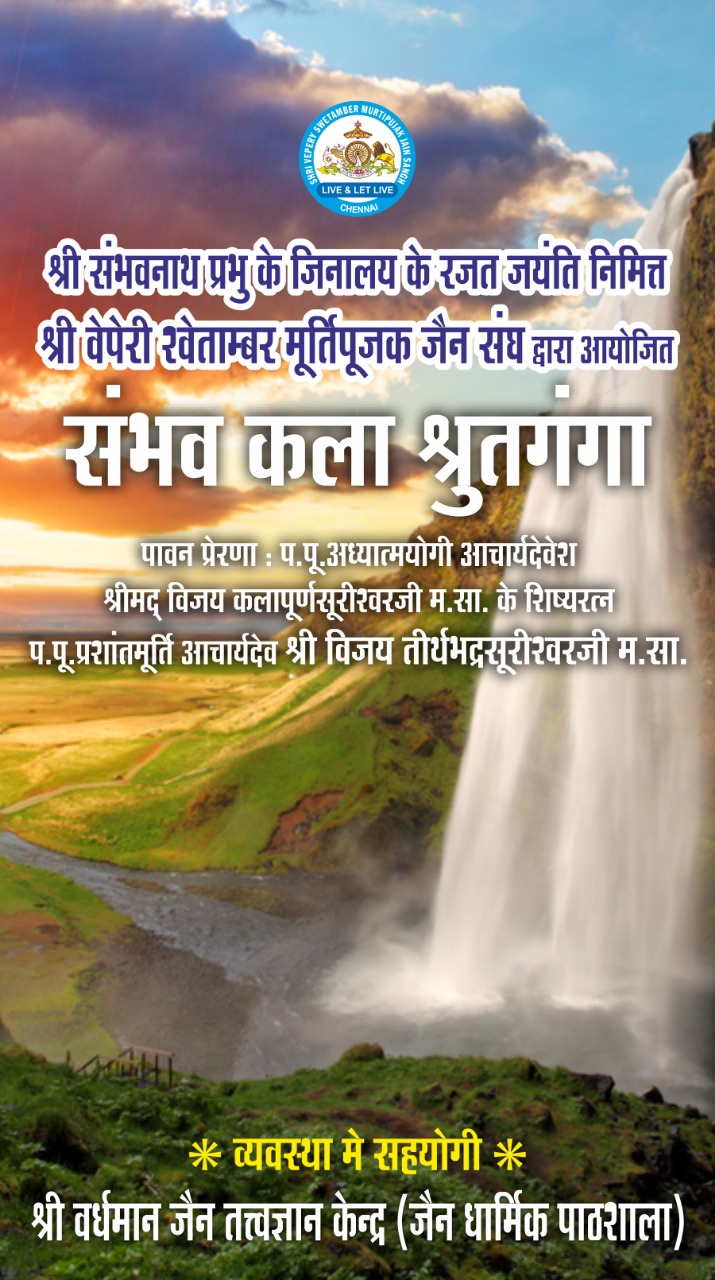 SHRI VEPERY SWETAMBER MURTIPUJAK JAIN SANGH
LIVE & LET LIVE
CHENNAI
श्री संभवनाथ प्रभु के जिनालय के रजत जयंति निमित्त
श्री वेपेरी श्वेताम्बर मूर्तिपूजक जैन संघ द्वारा आयोजित
संभव कला श्रुतगंगा
पावन प्रेरणा : प.पू.अध्यात्मयोगी आचार्यदेवेश
श्रीमद् विजय कलापूर्णसूरीश्वरजी म.सा. के शिष्यरत्न
प.पू.प्रशांतमूर्ति आचार्यदेव श्री विजय तीर्थभद्रसूरीश्वरजी म.सा.
* व्यवस्था मे सहयोगी *
श्री वर्धमान जैन तत्त्वज्ञान केन्द्र (जैन धार्मिक पाठशाला)